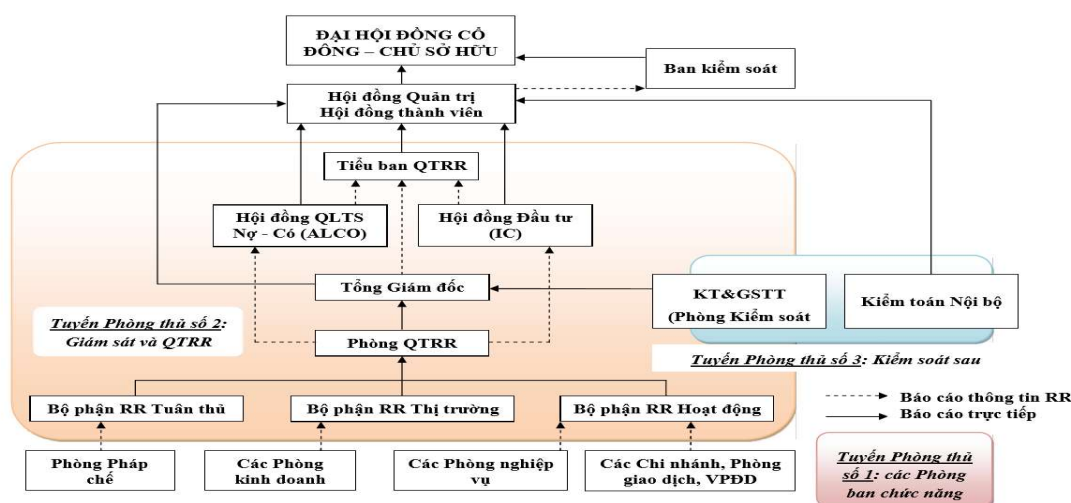 ĐẠI HỘI ĐỒNG CỔ
ĐÔNG – CHỦ SỞ HỮU
Ban kiểm soát
Hội đồng Quản trị
Hội đồng thành viên
Tiểu ban QTRR
Hội đồng QLTS
Nợ - Có (ALCO)
Hội đồng Đầu tư
(IC)
Tổng Giám đốc
KT&GSTT
(Phòng Kiểm soát
Kiểm toán Nội bộ
Tuyến Phòng thủ số 2:
Giám sát và QTRR
Phòng QTRR
Tuyến Phòng thủ số 3: Kiểm soát sau
Bộ phận RR Tuân thủ
Bộ phận RR Thị trường
Bộ phận RR Hoạt động
Báo cáo thông tin RR
Báo cáo trực tiếp
Phòng Pháp
chế
Các Phòng
kinh doanh
Các Phòng nghiệp
vụ
Các Chi nhánh, Phòng
giao dịch, VPĐD
Tuyến Phòng thủ
số 1: các Phòng
ban chức năng